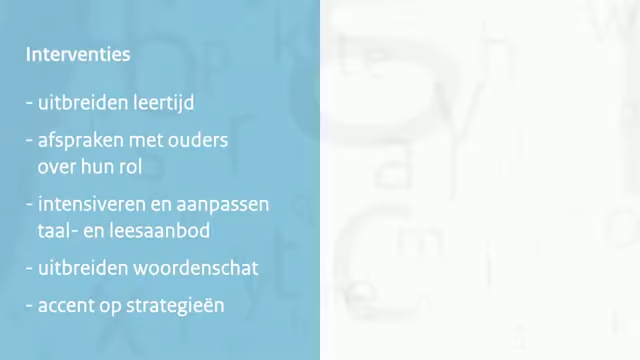 Interventies
- uitbreiden leertijd
- afspraken met ouders
over hun rol
- intensiveren en aanpassen
taal- en leesaanbod
- uitbreiden woordenschat
- accent op strategieën